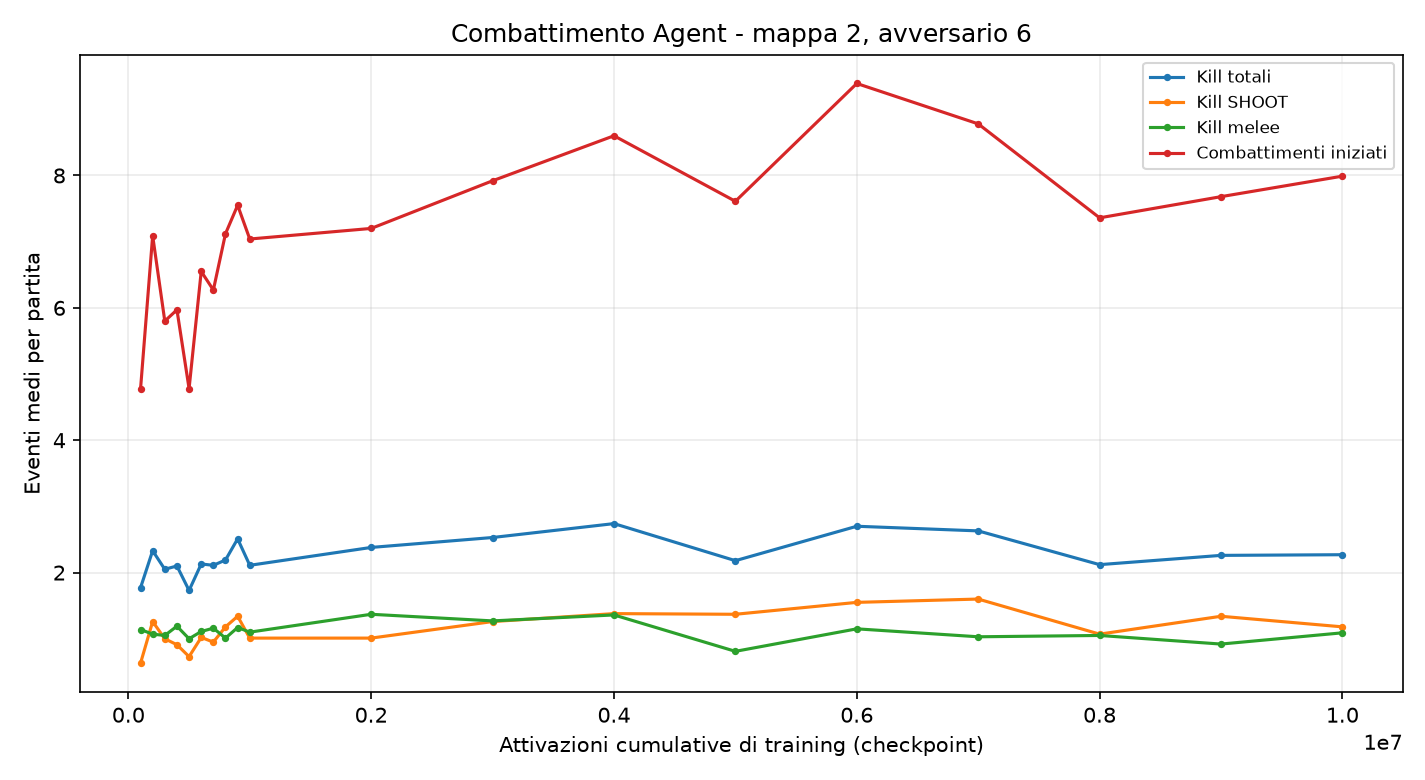 Combattimento Agent - mappa 2, avversario 6
Kill totali
Kill SHOOT
Kill melee
Combattimenti iniziati
Eventi medi per partita
8
6
4
2
0.0 0.2 0.4 0.6 0.8 1.0
1e7
Attivazioni cumulative di training (checkpoint)